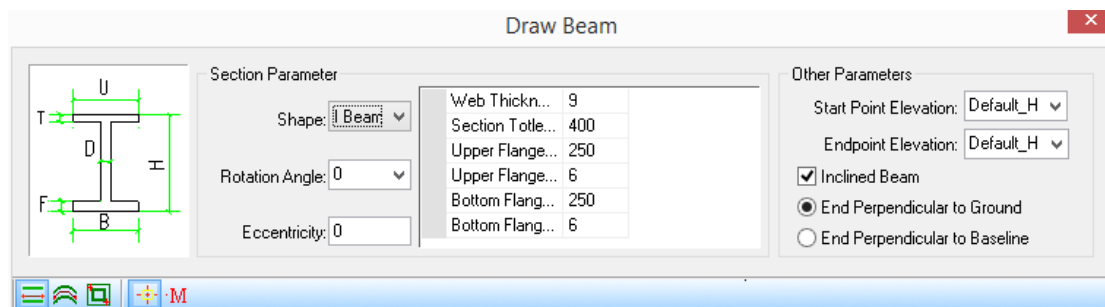 Draw Beam
Section Parameter
U
T
D
H
F
B
Shape: I Beam
Rotation Angle: 0
Eccentricity: 0
Web Thickn... 9
Section Totle... 400
Upper Flange... 250
Upper Flange... 6
Bottom Flang... 250
Bottom Flang... 6
Other Parameters
Start Point Elevation: Default_H
Endpoint Elevation: Default_H
Inclined Beam
End Perpendicular to Ground
End Perpendicular to Baseline
M